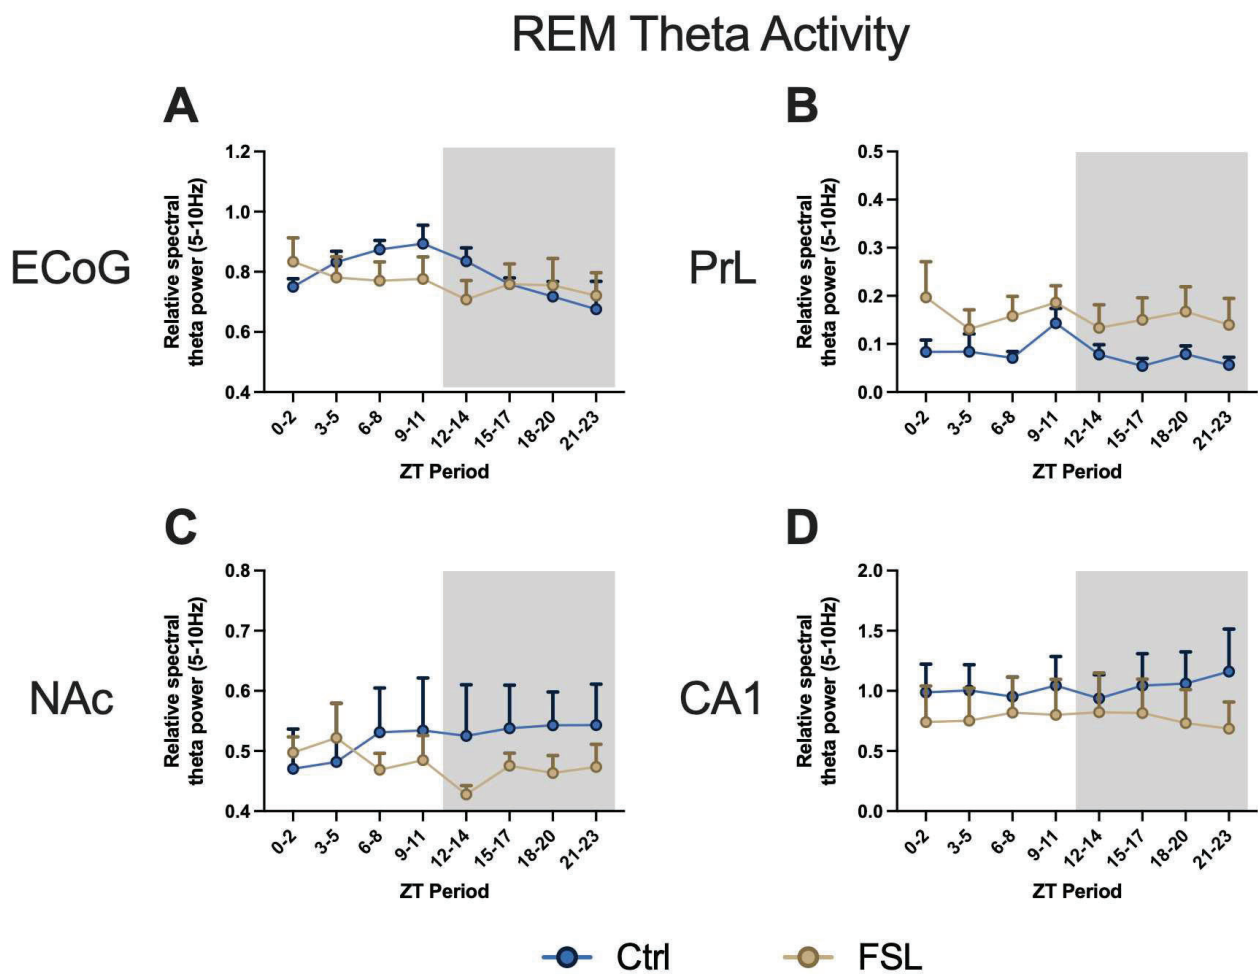 REM Theta Activity
A
ECoG
Relative spectral
theta power (5-10Hz)
1.2
1.0
0.8
0.6
0.4
0-2
3-5
6-8
9-11
12-14
15-17
18-20
21-23
ZT Period
B
PrL
Relative spectral
theta power (5-10Hz)
0.5
0.4
0.3
0.2
0.1
0.0
0-2
3-5
6-8
9-11
12-14
15-17
18-20
21-23
ZT Period
C
NAc
Relative spectral
theta power (5-10Hz)
0.8
0.7
0.6
0.5
0.4
0-2
3-5
6-8
9-11
12-14
15-17
18-20
21-23
ZT Period
D
CA1
Relative spectral
theta power (5-10Hz)
2.0
1.5
1.0
0.5
0.0
0-2
3-5
6-8
9-11
12-14
15-17
18-20
21-23
ZT Period
Ctrl
FSL